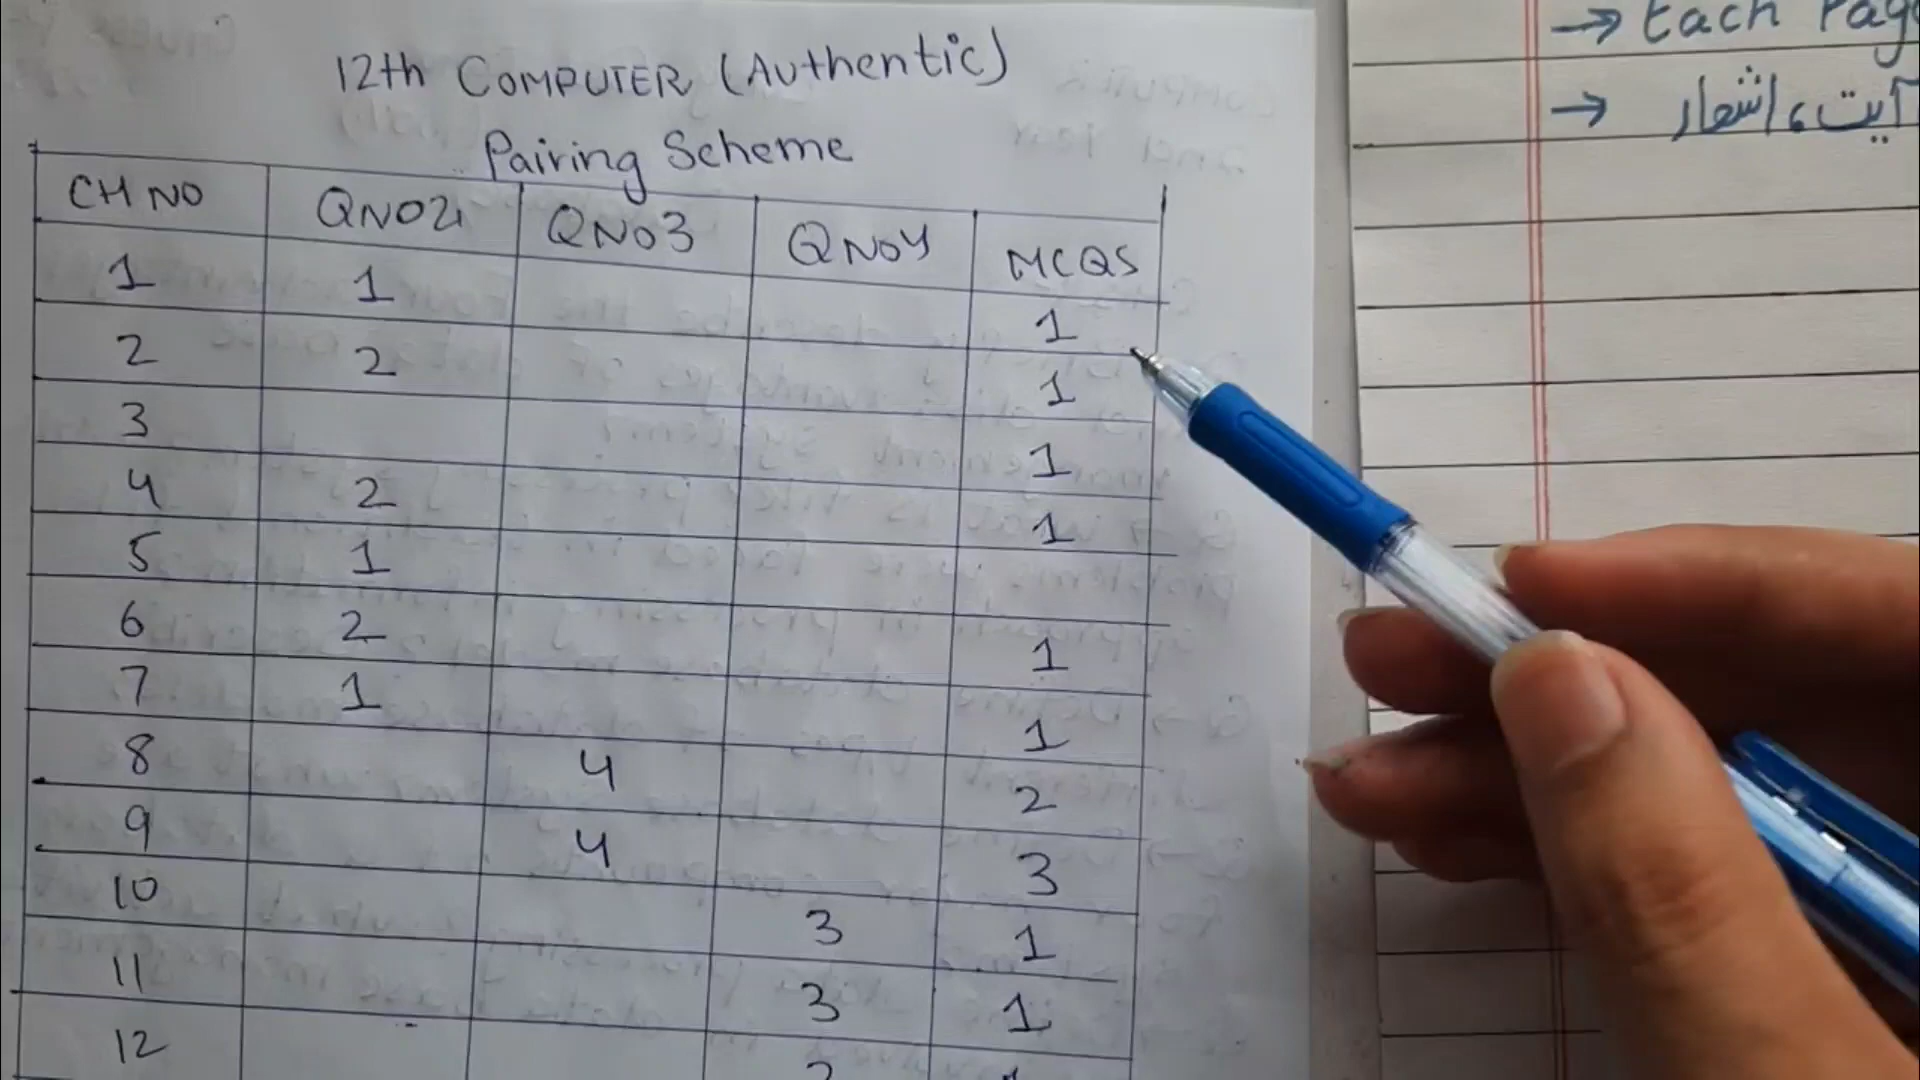 12th COMPUTER (Authentic)
Pairing Scheme
CH NO QNO2 QNO3 QNO4 MCQS
1 1 1
2 2 1
3 1
4 2 1
5 1
6 2 1
7 1 1
8 4 2
9 4 3
10 3 1
11 3 1
12
→ Each Pag
→ آیت، اشعار